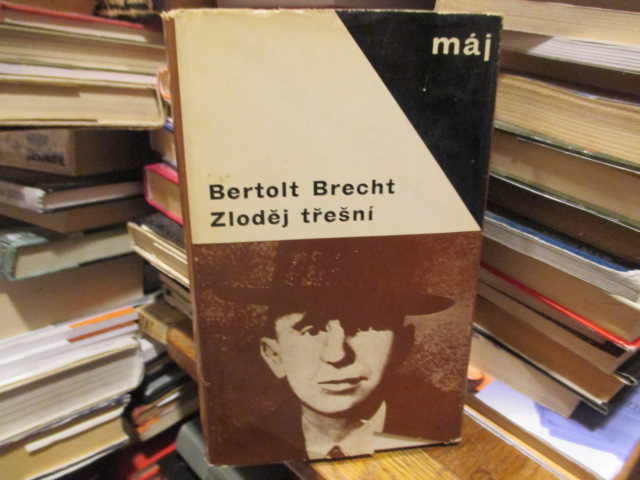 máj
Bertolt Brecht
Zloděj třešní